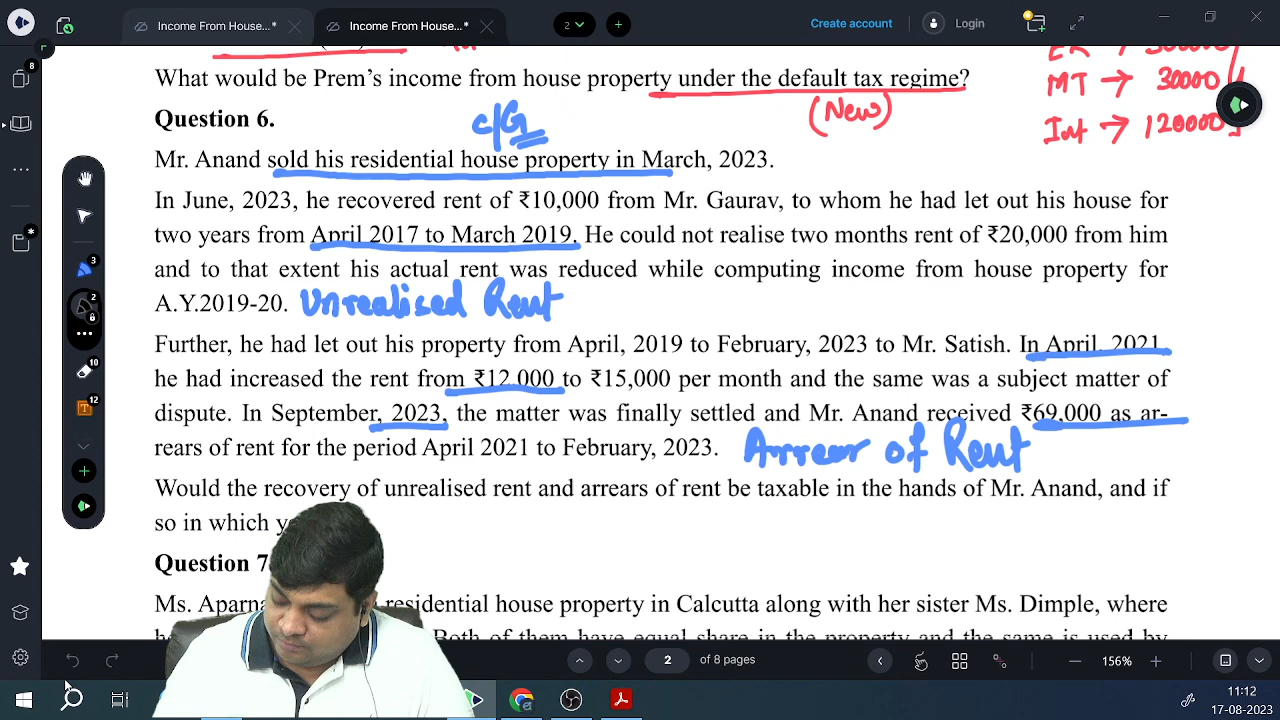 Income From House...*
Income From House...*
2
Create account
Login
MT → 30000
Int → 120000
What would be Prem's income from house property under the default tax regime?
(New)
Question 6.
C/G
Mr. Anand sold his residential house property in March, 2023.
In June, 2023, he recovered rent of ₹10,000 from Mr. Gaurav, to whom he had let out his house for
two years from April 2017 to March 2019. He could not realise two months rent of ₹20,000 from him
and to that extent his actual rent was reduced while computing income from house property for
A.Y.2019-20. Unrealised Rent
Further, he had let out his property from April, 2019 to February, 2023 to Mr. Satish. In April, 2021,
he had increased the rent from ₹12,000 to ₹15,000 per month and the same was a subject matter of
dispute. In September, 2023, the matter was finally settled and Mr. Anand received ₹69,000 as ar-
rears of rent for the period April 2021 to February, 2023. Arrear of Rent
Would the recovery of unrealised rent and arrears of rent be taxable in the hands of Mr. Anand, and if
so in which
Question 7
Ms. residential house property in Calcutta along with her sister Ms. Dimple, where
Both of them have equal share in the property and the same is used by
8
3
2
10
12
2 of 8 pages
156%
11:12
17-08-2023